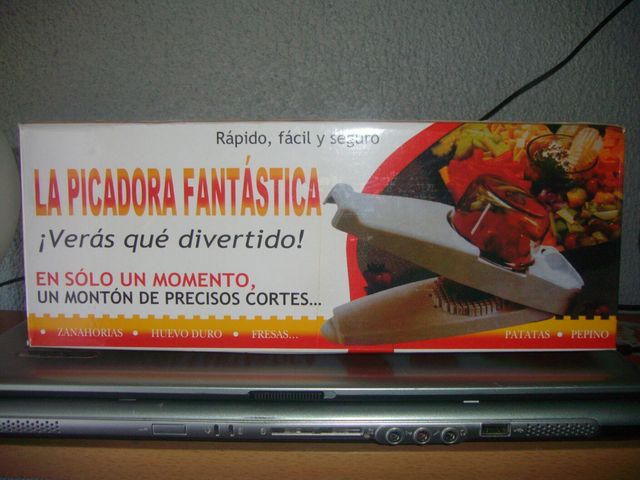 Rápido, fácil y seguro
LA PICADORA FANTÁSTICA
¡Verás qué divertido!
EN SÓLO UN MOMENTO,
UN MONTÓN DE PRECISOS CORTES...
• ZANAHORIAS • HUEVO DURO • FRESAS... PATATAS • PEPINO